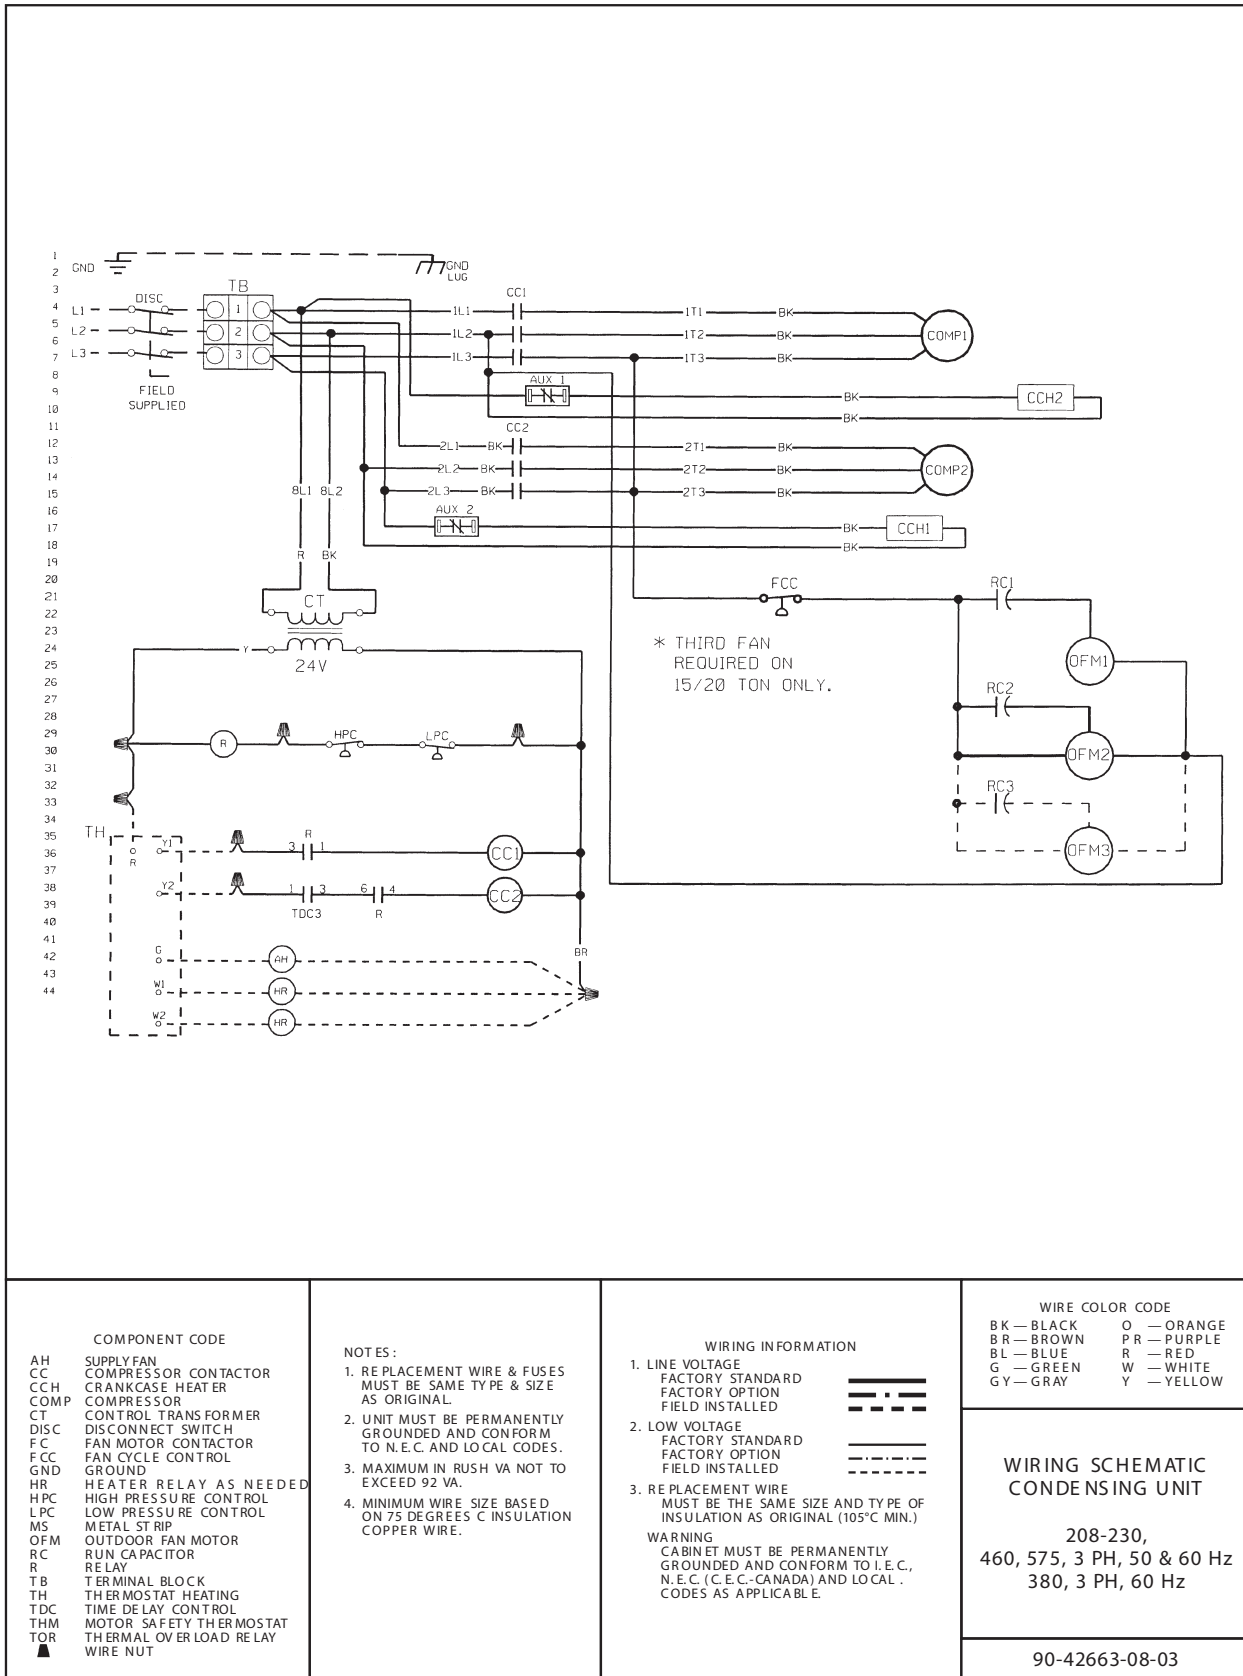 1
2
3
4
5
6
7
8
9
10
11
12
13
14
15
16
17
18
19
20
21
22
23
24
25
26
27
28
29
30
31
32
33
34
35
36
37
38
39
40
41
42
43
44
GND
GND
LUG
DISC
TB
L1
L2
L3
1
2
3
FIELD
SUPPLIED
CC1
1L1
1L2
1L3
1T1 BK
1T2 BK
1T3 BK
COMP1
AUX 1
BK
CCH2
BK
CC2
2L1 BK
2L2 BK
2L3 BK
2T1 BK
2T2 BK
2T3 BK
COMP2
8L1 8L2
AUX 2
BK
CCH1
BK
R BK
CT
FCC
RC1
Y
24V
* THIRD FAN
REQUIRED ON
15/20 TON ONLY.
OFM1
RC2
R
HPC
LPC
OFM2
RC3
TH
Y1
R
3 R 1
CC1
OFM3
Y2
1 3
TDC3
6 4
R
CC2
G
AH
BR
W1
HR
W2
HR
COMPONENT CODE
AH SUPPLY FAN
CC COMPRESSOR CONTACTOR
CCH CRANKCASE HEATER
COMP COMPRESSOR
CT CONTROL TRANSFORMER
DISC DISCONNECT SWITCH
FC FAN MOTOR CONTACTOR
FCC FAN CYCLE CONTROL
GND GROUND
HR HEATER RELAY AS NEEDED
HPC HIGH PRESSURE CONTROL
LPC LOW PRESSURE CONTROL
MS METAL STRIP
OFM OUTDOOR FAN MOTOR
RC RUN CAPACITOR
R RELAY
TB TERMINAL BLOCK
TH THERMOSTAT HEATING
TDC TIME DELAY CONTROL
THM MOTOR SAFETY THERMOSTAT
TOR THERMAL OVERLOAD RELAY
WIRE NUT
NOTES:
1. REPLACEMENT WIRE & FUSES
MUST BE SAME TYPE & SIZE
AS ORIGINAL.
2. UNIT MUST BE PERMANENTLY
GROUNDED AND CONFORM
TO N.E.C. AND LOCAL CODES.
3. MAXIMUM IN RUSH VA NOT TO
EXCEED 92 VA.
4. MINIMUM WIRE SIZE BASED
ON 75 DEGREES C INSULATION
COPPER WIRE.
WIRING INFORMATION
1. LINE VOLTAGE
FACTORY STANDARD
FACTORY OPTION
FIELD INSTALLED
2. LOW VOLTAGE
FACTORY STANDARD
FACTORY OPTION
FIELD INSTALLED
3. REPLACEMENT WIRE
MUST BE THE SAME SIZE AND TYPE OF
INSULATION AS ORIGINAL (105°C MIN.)
WARNING
CABINET MUST BE PERMANENTLY
GROUNDED AND CONFORM TO I.E.C.,
N.E.C. (C.E.C.-CANADA) AND LOCAL .
CODES AS APPLICABLE.
WIRE COLOR CODE
BK — BLACK O — ORANGE
BR — BROWN PR — PURPLE
BL — BLUE R — RED
G — GREEN W — WHITE
GY — GRAY Y — YELLOW
WIRING SCHEMATIC
CONDENSING UNIT
208-230,
460, 575, 3 PH, 50 & 60 Hz
380, 3 PH, 60 Hz
90-42663-08-03